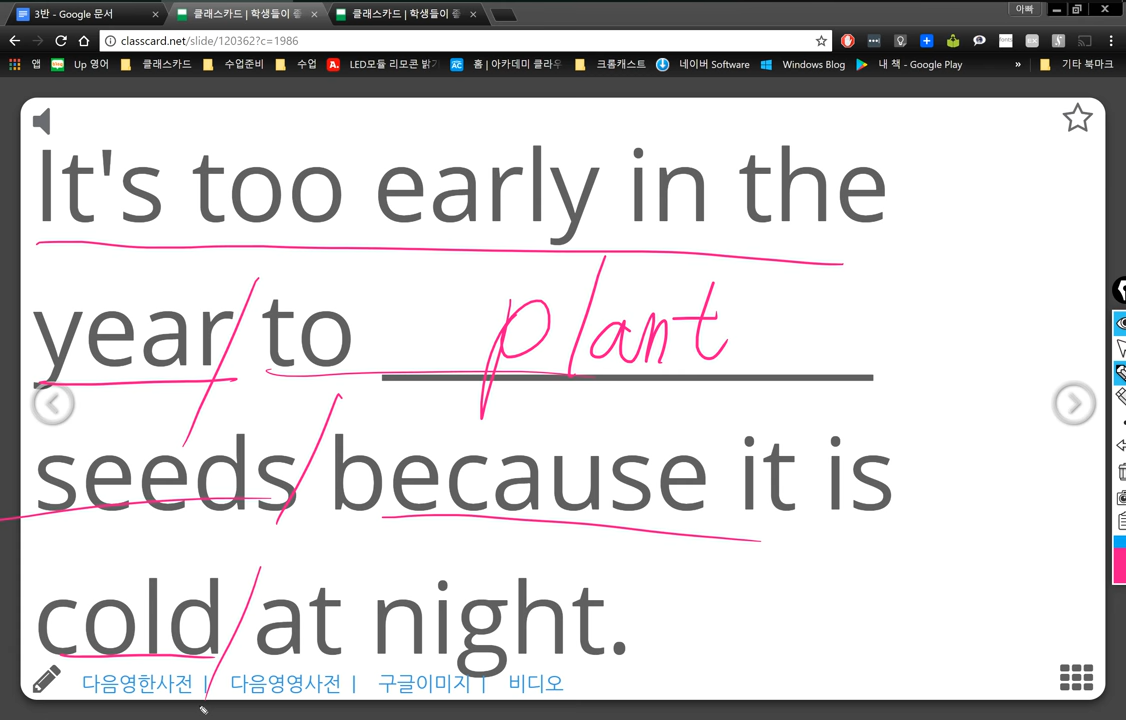 3반 - Google 문서
클래스카드 | 학생들이 좋
클래스카드 | 학생들이 좋
아빠
classcard.net/slide/120362?c=1986
앱 Up 영어 클래스카드 수업준비 수업 LED모듈 리모콘 밝기 홈 | 아카데미 클라우 크롬캐스트 네이버 Software Windows Blog 내 책 - Google Play » 기타 북마크
It's too early in the
year to plant
seeds because it is
cold at night.
다음영한사전 | 다음영영사전 | 구글이미지 | 비디오